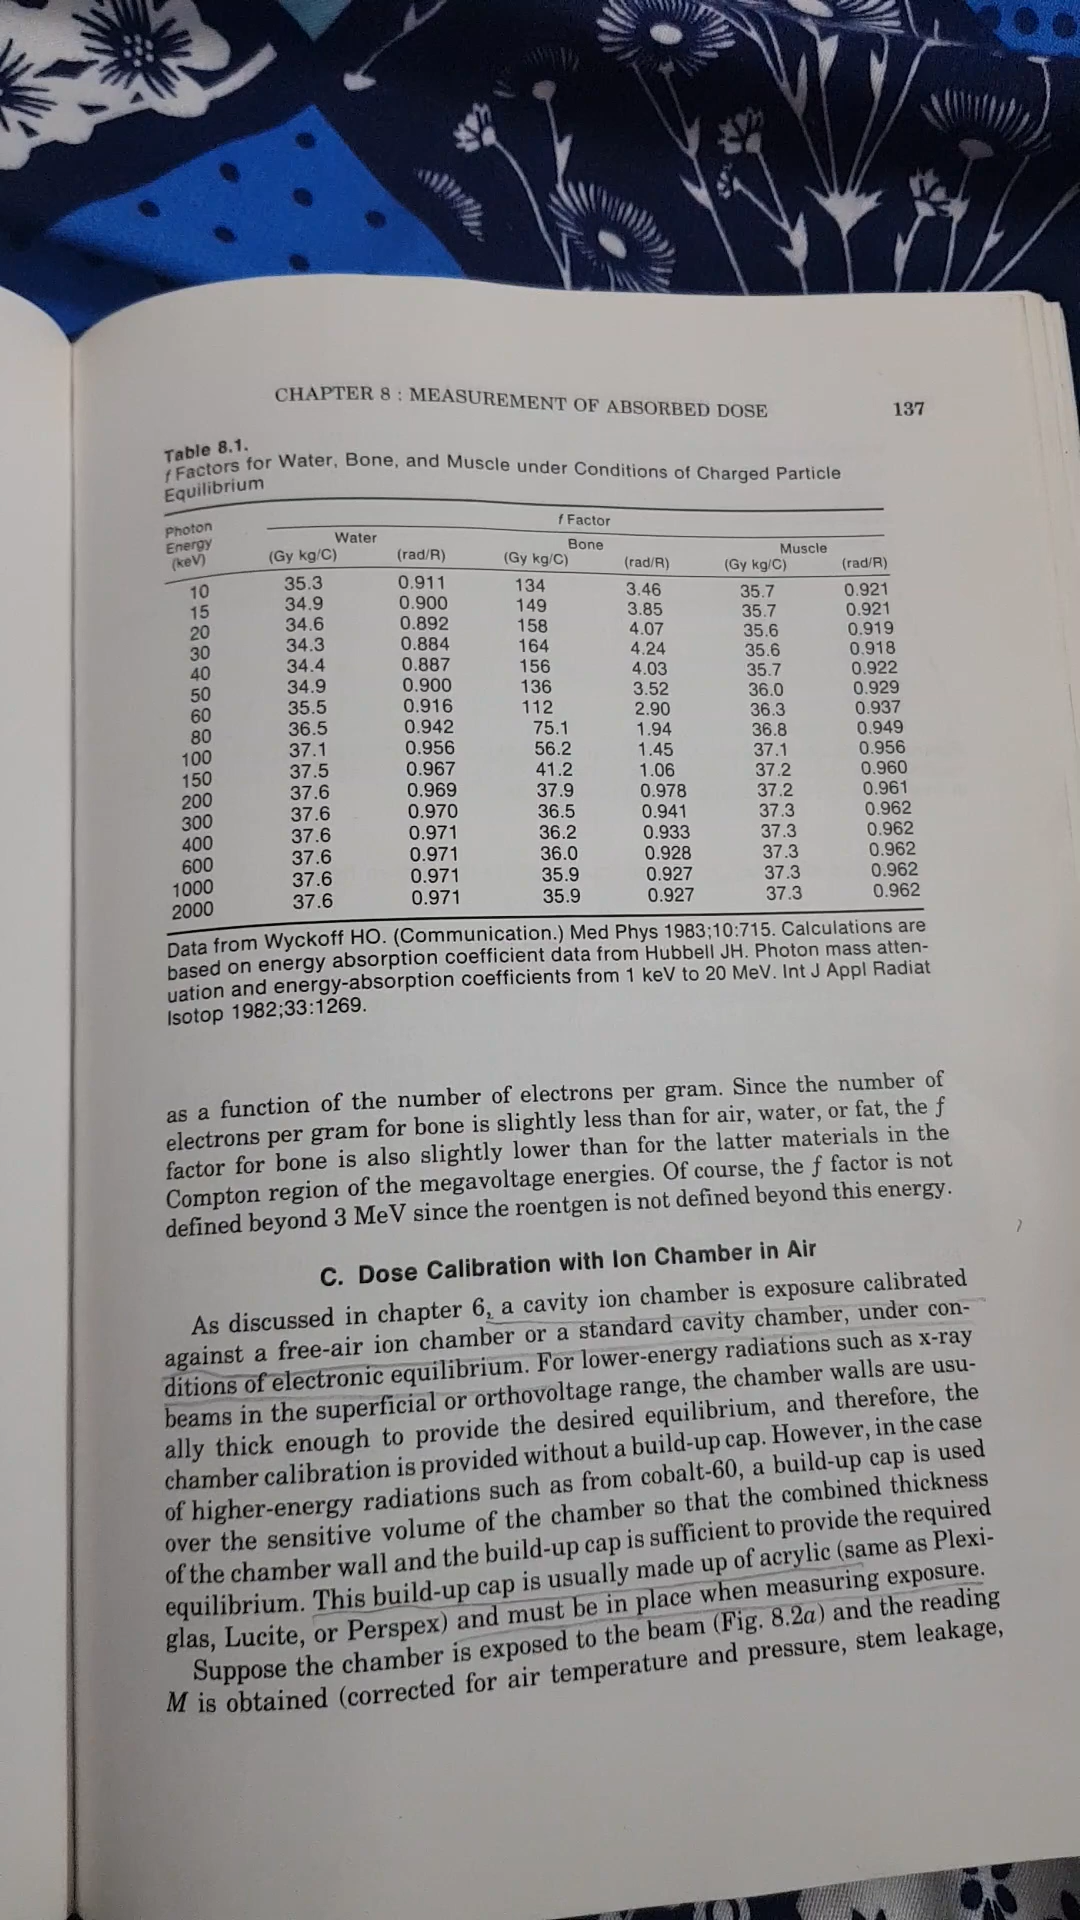 CHAPTER 8 : MEASUREMENT OF ABSORBED DOSE 137
Table 8.1.
f Factors for Water, Bone, and Muscle under Conditions of Charged Particle
Equilibrium
f Factor
Photon
Energy
(keV) Water Bone Muscle
(Gy kg/C) (rad/R) (Gy kg/C) (rad/R) (Gy kg/C) (rad/R)
10 35.3 0.911 134 3.46 35.7 0.921
15 34.9 0.900 149 3.85 35.7 0.921
20 34.6 0.892 158 4.07 35.6 0.919
30 34.3 0.884 164 4.24 35.6 0.918
40 34.4 0.887 156 4.03 35.7 0.922
50 34.9 0.900 136 3.52 36.0 0.929
60 35.5 0.916 112 2.90 36.3 0.937
80 36.5 0.942 75.1 1.94 36.8 0.949
100 37.1 0.956 56.2 1.45 37.1 0.956
150 37.5 0.967 41.2 1.06 37.2 0.960
200 37.6 0.969 37.9 0.978 37.2 0.961
300 37.6 0.970 36.5 0.941 37.3 0.962
400 37.6 0.971 36.2 0.933 37.3 0.962
600 37.6 0.971 36.0 0.928 37.3 0.962
1000 37.6 0.971 35.9 0.927 37.3 0.962
2000 37.6 0.971 35.9 0.927 37.3 0.962
Data from Wyckoff HO. (Communication.) Med Phys 1983;10:715. Calculations are
based on energy absorption coefficient data from Hubbell JH. Photon mass atten-
uation and energy-absorption coefficients from 1 keV to 20 MeV. Int J Appl Radiat
Isotop 1982;33:1269.
as a function of the number of electrons per gram. Since the number of
electrons per gram for bone is slightly less than for air, water, or fat, the f
factor for bone is also slightly lower than for the latter materials in the
Compton region of the megavoltage energies. Of course, the f factor is not
defined beyond 3 MeV since the roentgen is not defined beyond this energy.
C. Dose Calibration with Ion Chamber in Air
As discussed in chapter 6, a cavity ion chamber is exposure calibrated
against a free-air ion chamber or a standard cavity chamber, under con-
ditions of electronic equilibrium. For lower-energy radiations such as x-ray
beams in the superficial or orthovoltage range, the chamber walls are usu-
ally thick enough to provide the desired equilibrium, and therefore, the
chamber calibration is provided without a build-up cap. However, in the case
of higher-energy radiations such as from cobalt-60, a build-up cap is used
over the sensitive volume of the chamber so that the combined thickness
of the chamber wall and the build-up cap is sufficient to provide the required
equilibrium. This build-up cap is usually made up of acrylic (same as Plexi-
glas, Lucite, or Perspex) and must be in place when measuring exposure.
Suppose the chamber is exposed to the beam (Fig. 8.2a) and the reading
M is obtained (corrected for air temperature and pressure, stem leakage,